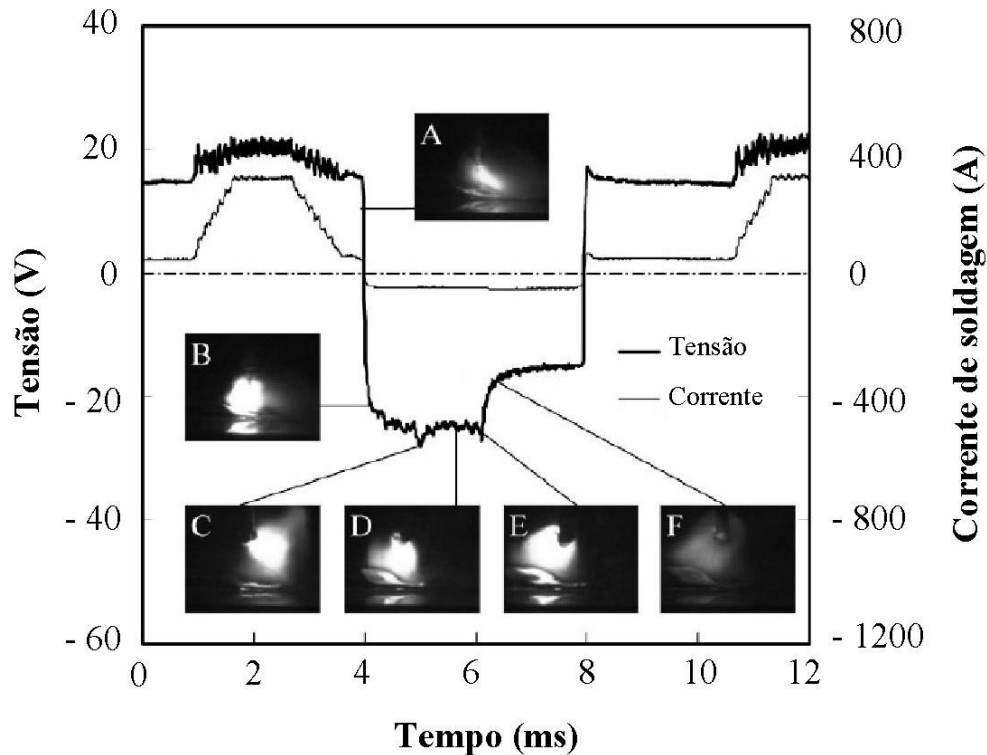 40
20
0
- 20
- 40
- 60
Tensão (V)
800
400
0
- 400
- 800
- 1200
Corrente de soldagem (A)
A
B
Tensão
Corrente
C
D
E
F
0
2
4
6
8
10
12
Tempo (ms)